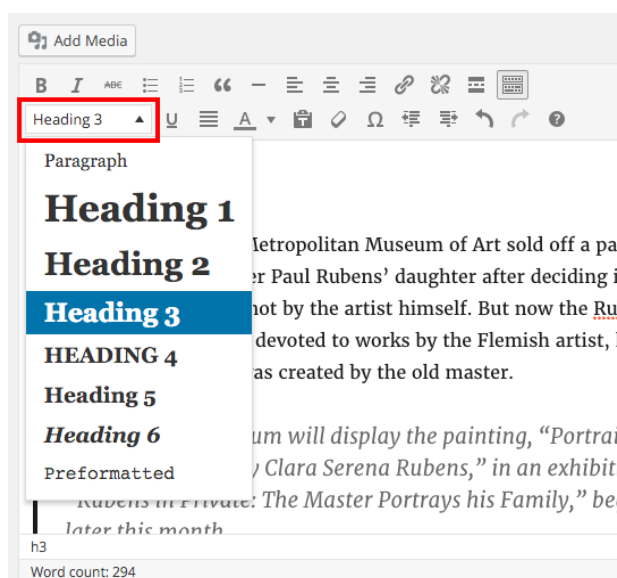 Add Media
B I ABC
Heading 3 U A Ω
Paragraph
Heading 1
Heading 2
Heading 3
HEADING 4
Heading 5
Heading 6
Preformatted
Metropolitan Museum of Art sold off a pa
er Paul Rubens’ daughter after deciding i
not by the artist himself. But now the Ru
devoted to works by the Flemish artist,
as created by the old master.
um will display the painting, “Portrai
y Clara Serena Rubens,” in an exhibit
“Rubens in Private: The Master Portrays his Family,” be
later this month
h3
Word count: 294